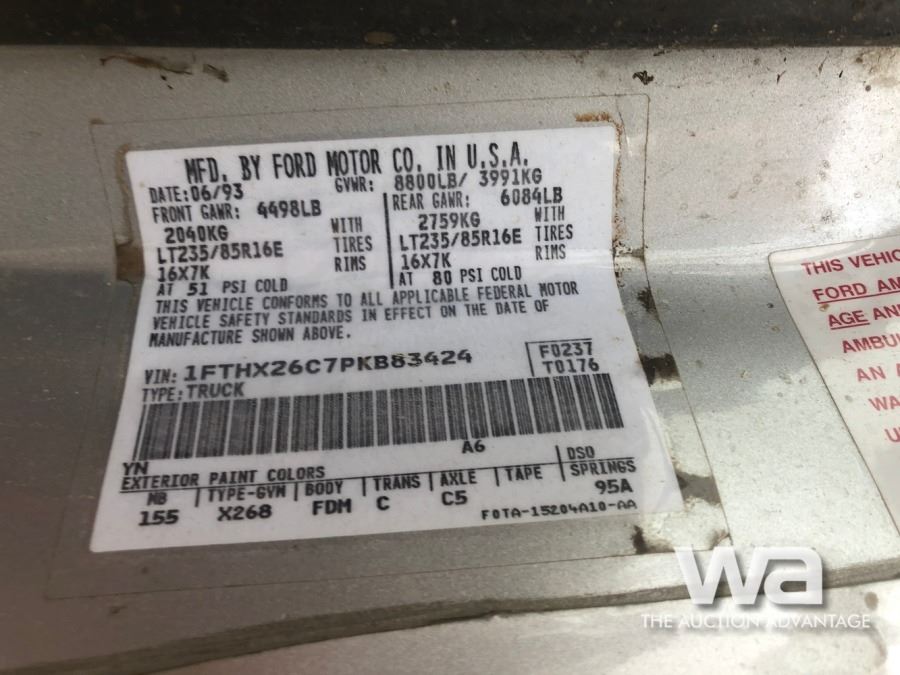 MFD. BY FORD MOTOR CO. IN U.S.A.
DATE: 06/93 GVWR: 8800LB/ 3991KG
FRONT GAWR: 4498LB REAR GAWR: 6084LB
2040KG WITH 2759KG WITH
LT235/85R16E TIRES LT235/85R16E TIRES
16X7K RIMS 16X7K RIMS
AT 51 PSI COLD AT 80 PSI COLD
THIS VEHICLE CONFORMS TO ALL APPLICABLE FEDERAL MOTOR
VEHICLE SAFETY STANDARDS IN EFFECT ON THE DATE OF
MANUFACTURE SHOWN ABOVE.
VIN: 1FTHX26C7PKB83424 F0237
TYPE: TRUCK T0176
YN A6
EXTERIOR PAINT COLORS DSO
WB TYPE-GVW BODY TRANS AXLE TAPE SPRINGS
155 X268 FDM C C5 95A
F0TA-15204A10-AA
THIS VEHIC
FORD AM
AGE AN
AMBU
AN A
WA
U
wa
THE AUCTION ADVANTAGE